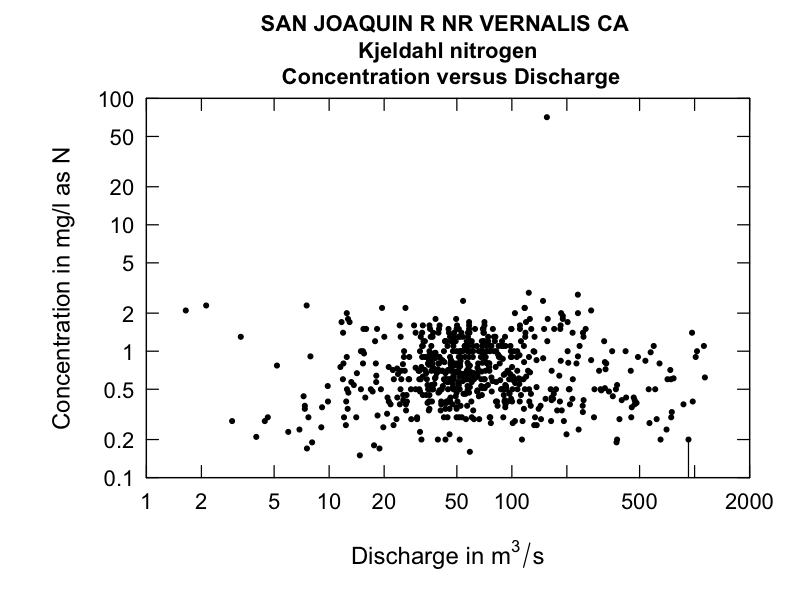 SAN JOAQUIN R NR VERNALIS CA
Kjeldahl nitrogen
Concentration versus Discharge
Concentration in mg/l as N
100
50
20
10
5
2
1
0.5
0.2
0.1
1 2 5 10 20 50 100 500 2000
Discharge in m³/s